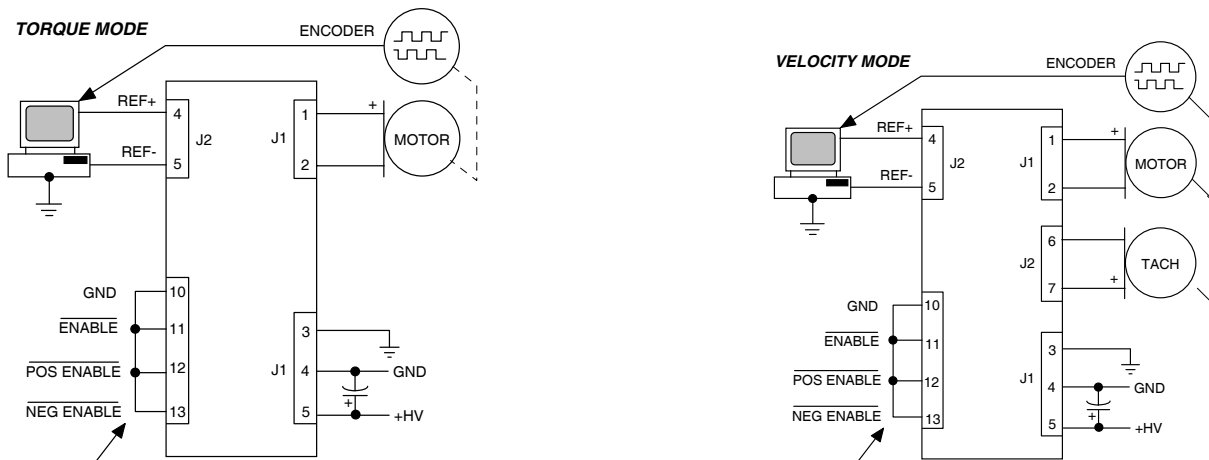 TORQUE MODE
ENCODER
REF+
4
J2
J1
1
+
MOTOR
REF-
5
2
GND
10
ENABLE
11
POS ENABLE
12
NEG ENABLE
13
3
J1
4
GND
+
5
+HV
VELOCITY MODE
ENCODER
REF+
4
J2
J1
1
+
MOTOR
REF-
5
2
6
J2
TACH
7
+
GND
10
ENABLE
11
POS ENABLE
12
NEG ENABLE
13
3
J1
4
GND
+
5
+HV